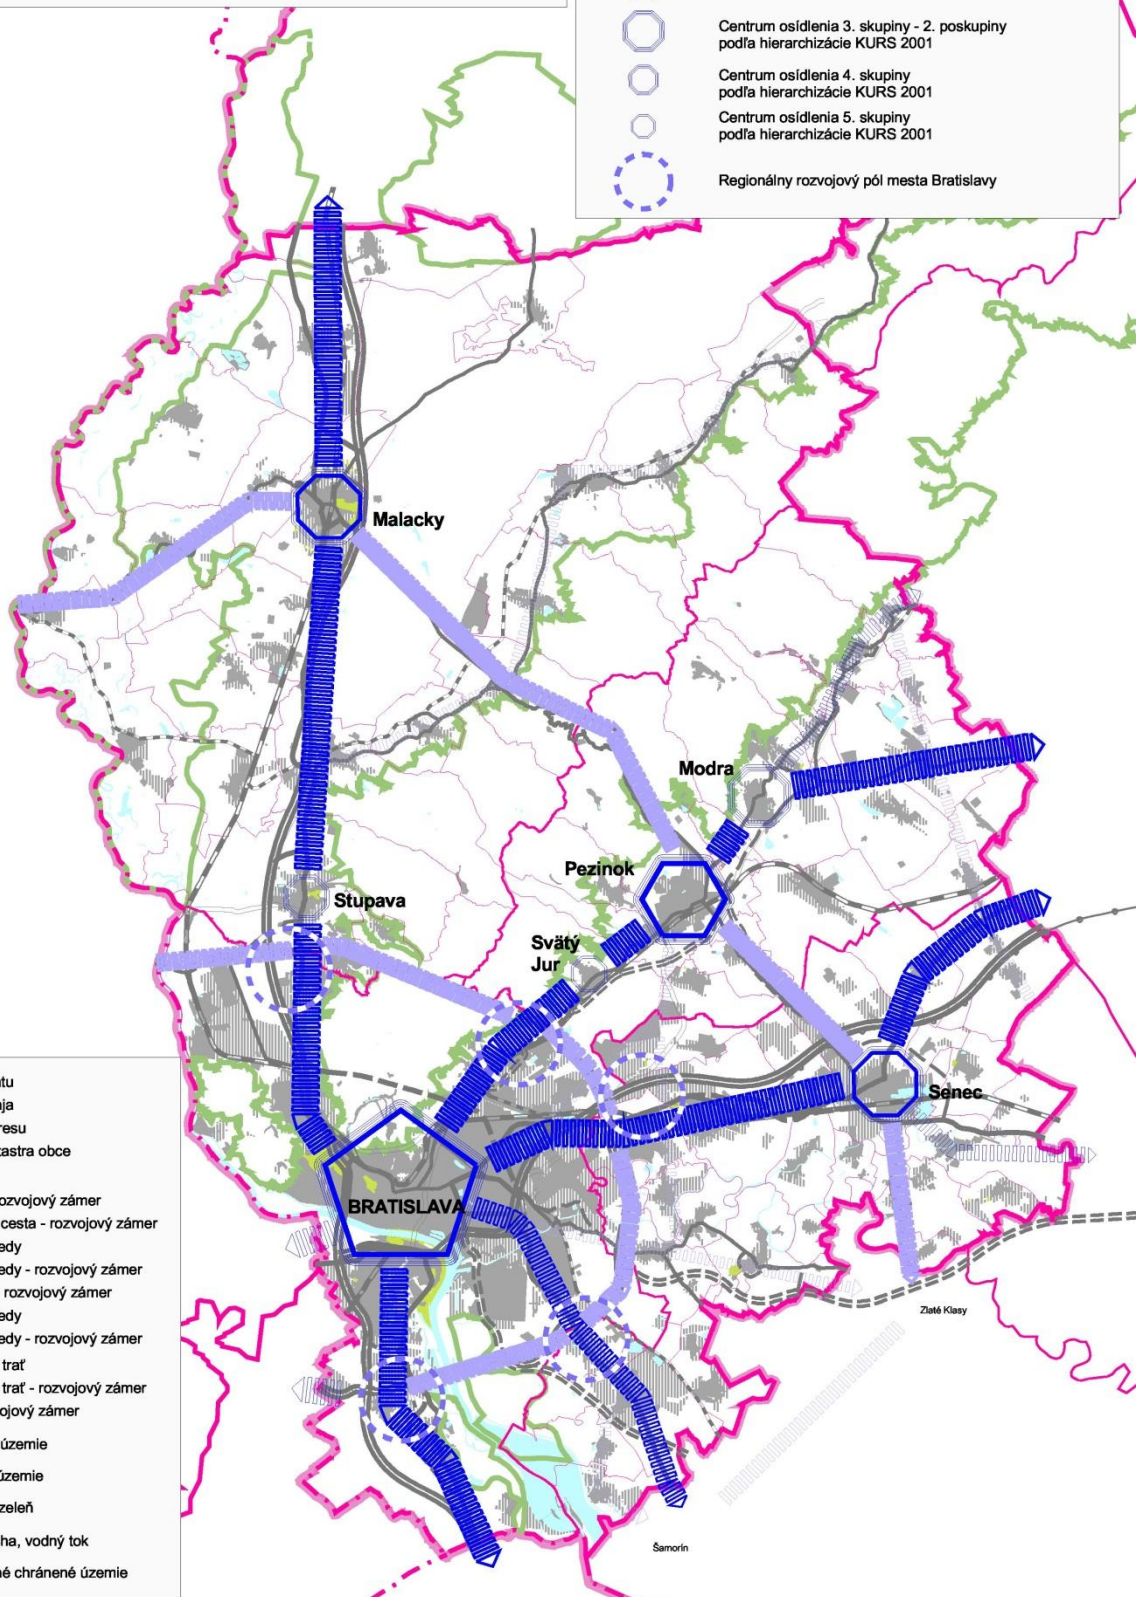 Centrum osídlenia 3. skupiny - 2. poskupiny
podľa hierarchizácie KURS 2001
Centrum osídlenia 4. skupiny
podľa hierarchizácie KURS 2001
Centrum osídlenia 5. skupiny
podľa hierarchizácie KURS 2001
Regionálny rozvojový pól mesta Bratislavy
Malacky
Modra
Pezinok
Stupava
Svätý
Jur
Senec
BRATISLAVA
Zlaté Klasy
Šamorín
tu
ja
resu
tastra obce
ozvojový zámer
cesta - rozvojový zámer
edy
edy - rozvojový zámer
rozvojový zámer
edy
edy - rozvojový zámer
trať
trať - rozvojový zámer
ojový zámer
územie
územie
zeleň
ha, vodný tok
né chránené územie